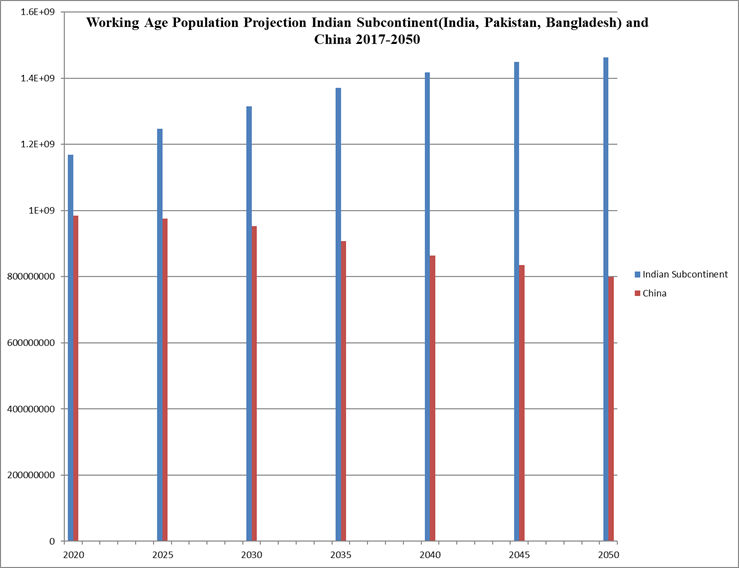 Working Age Population Projection Indian Subcontinent(India, Pakistan, Bangladesh) and
China 2017-2050
1.6E+09
1.4E+09
1.2E+09
1E+09
800000000
600000000
400000000
200000000
0
2020 2025 2030 2035 2040 2045 2050
Indian Subcontinent
China